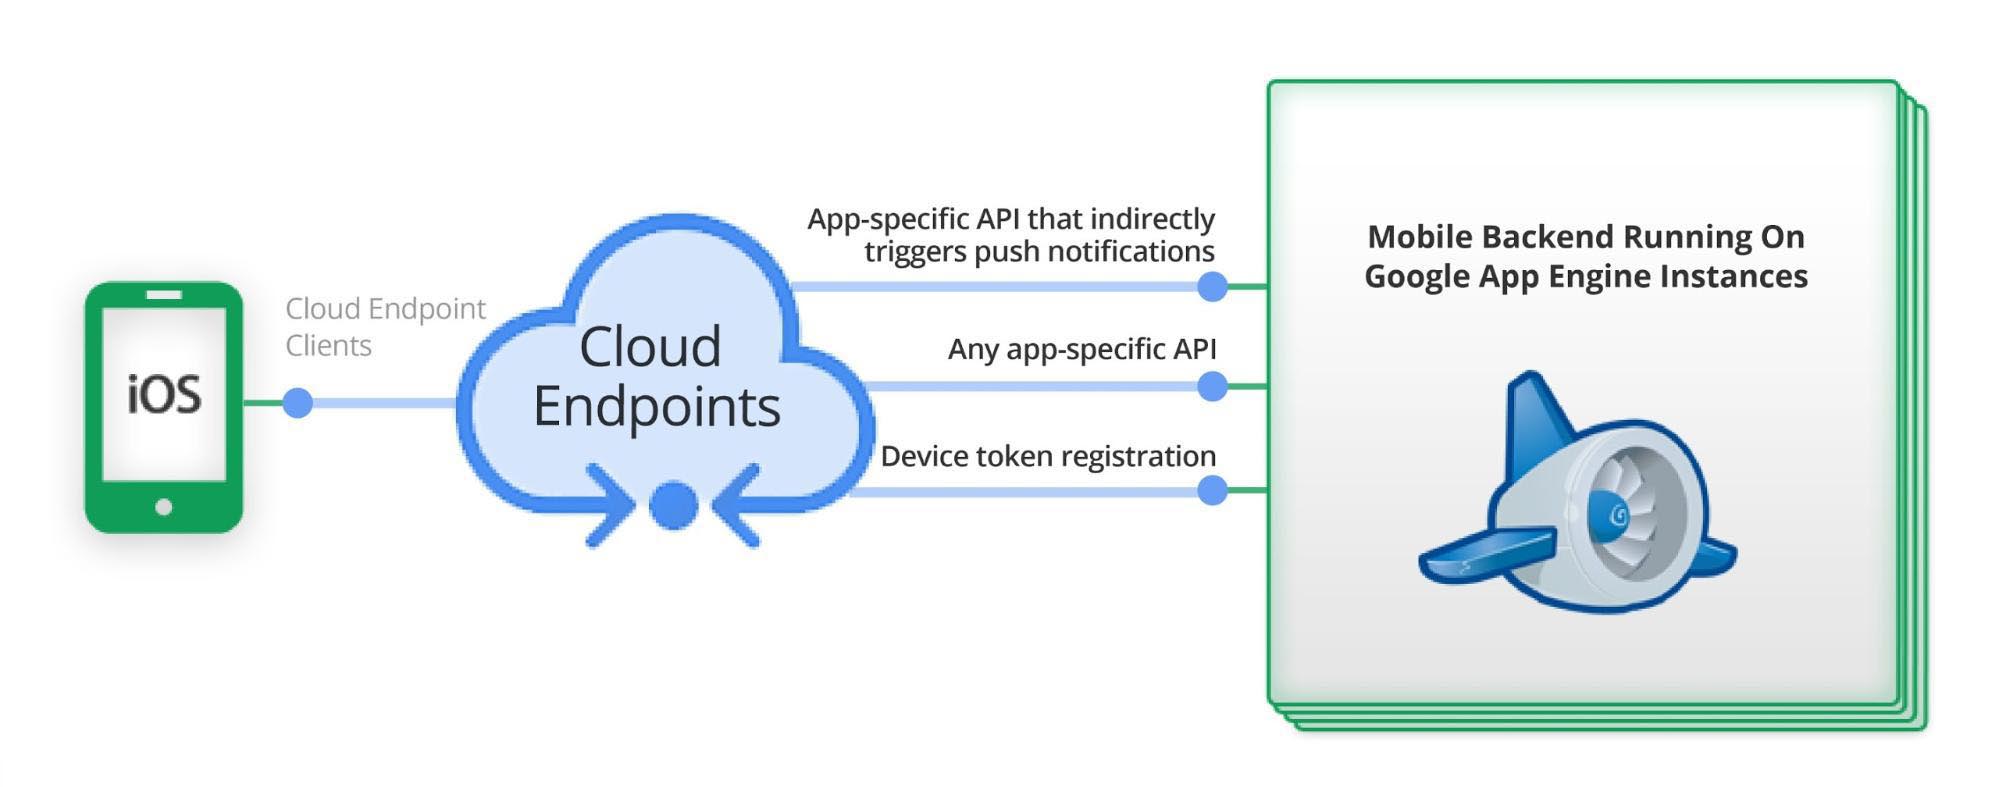 iOS
Cloud Endpoint
Clients
Cloud
Endpoints
App-specific API that indirectly
triggers push notifications
Any app-specific API
Device token registration
Mobile Backend Running On
Google App Engine Instances